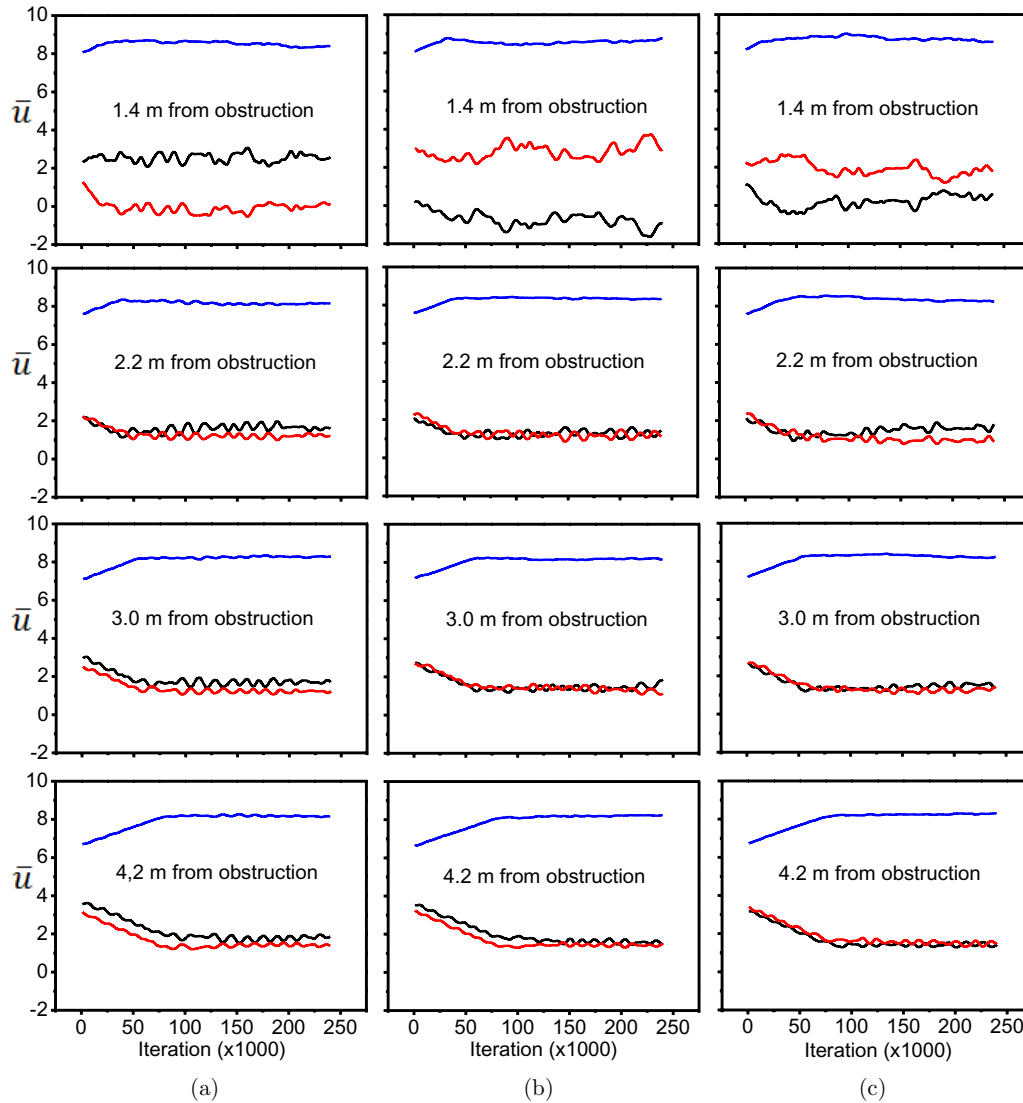 10
8
6
4
2
0
-2
ū
1.4 m from obstruction
1.4 m from obstruction
1.4 m from obstruction
10
8
6
4
2
0
-2
ū
2.2 m from obstruction
2.2 m from obstruction
2.2 m from obstruction
10
8
6
4
2
0
-2
ū
3.0 m from obstruction
3.0 m from obstruction
3.0 m from obstruction
10
8
6
4
2
0
-2
ū
4,2 m from obstruction
4.2 m from obstruction
4.2 m from obstruction
0 50 100 150 200 250
0 50 100 150 200 250
0 50 100 150 200 250
Iteration (x1000)
Iteration (x1000)
Iteration (x1000)
(a)
(b)
(c)